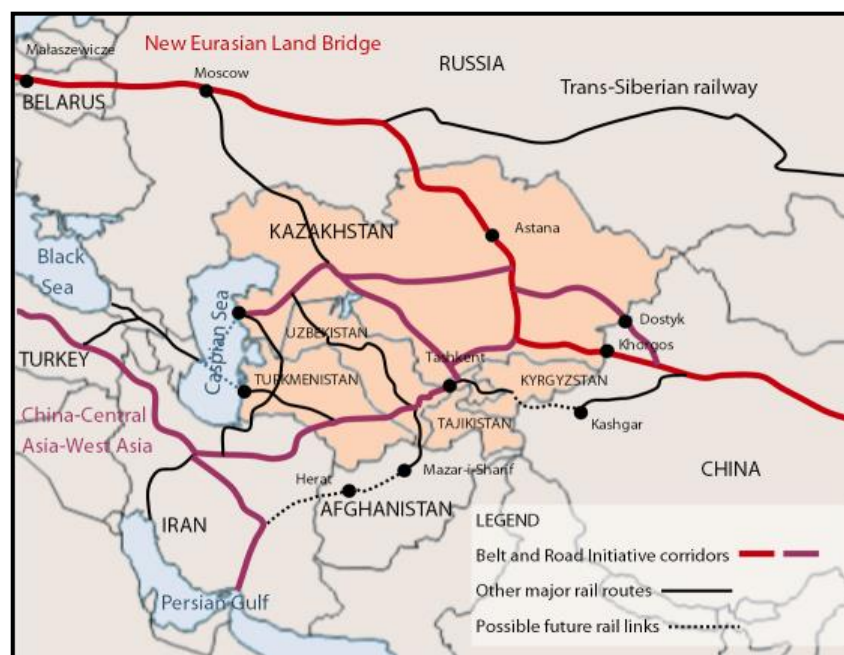 Małaszewicze
New Eurasian Land Bridge
RUSSIA
Moscow
Trans-Siberian railway
BELARUS
Astana
KAZAKHSTAN
Black
Sea
Caspian Sea
Dostyk
UZBEKISTAN
Khorgos
TURKEY
Tashkent
TURKMENISTAN
KYRGYZSTAN
China-Central
Asia-West Asia
TAJIKISTAN
Kashgar
Herat
Mazar-i-Sharif
CHINA
AFGHANISTAN
IRAN
LEGEND
Belt and Road Initiative corridors
Other major rail routes
Persian Gulf
Possible future rail links